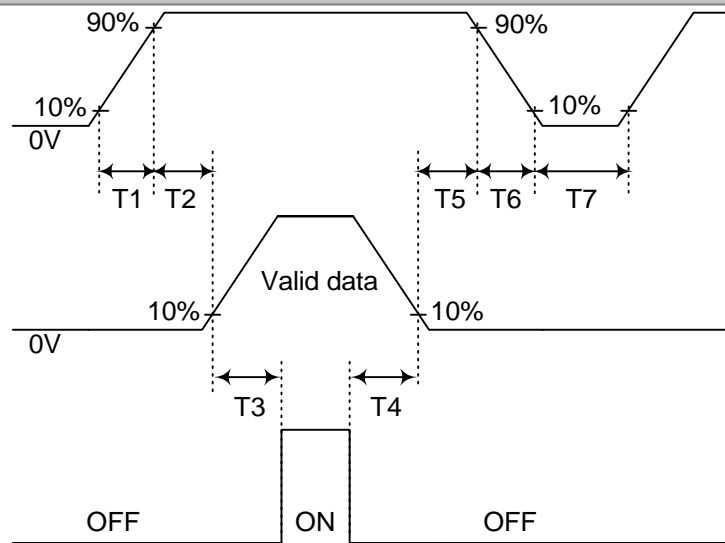 90% 90%
10% 10%
0V
T1 T2 T5 T6 T7
Valid data
10% 10%
0V
T3 T4
OFF ON OFF